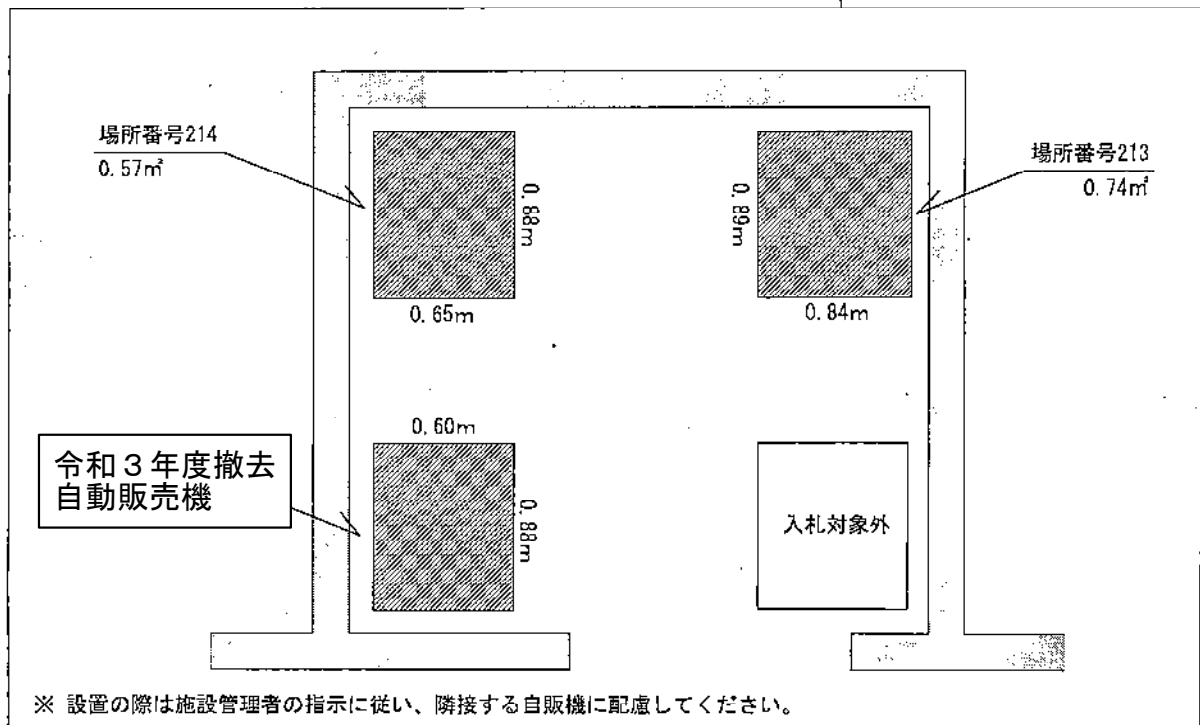 場所番号214
0.57㎡
0.88m
0.65m
場所番号213
0.74㎡
0.89m
0.84m
令和３年度撤去
自動販売機
0.60m
0.88m
入札対象外
※ 設置の際は施設管理者の指示に従い、隣接する自販機に配慮してください。